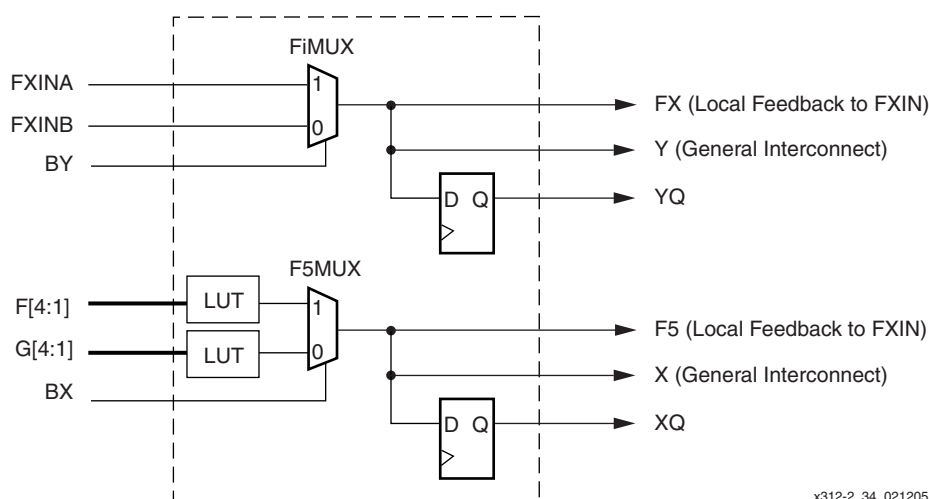 FiMUX
FXINA
1
FX (Local Feedback to FXIN)
FXINB
0
Y (General Interconnect)
BY
D Q
YQ
F5MUX
F[4:1]
LUT
1
F5 (Local Feedback to FXIN)
G[4:1]
LUT
0
X (General Interconnect)
BX
D Q
XQ
x312-2_34_021205